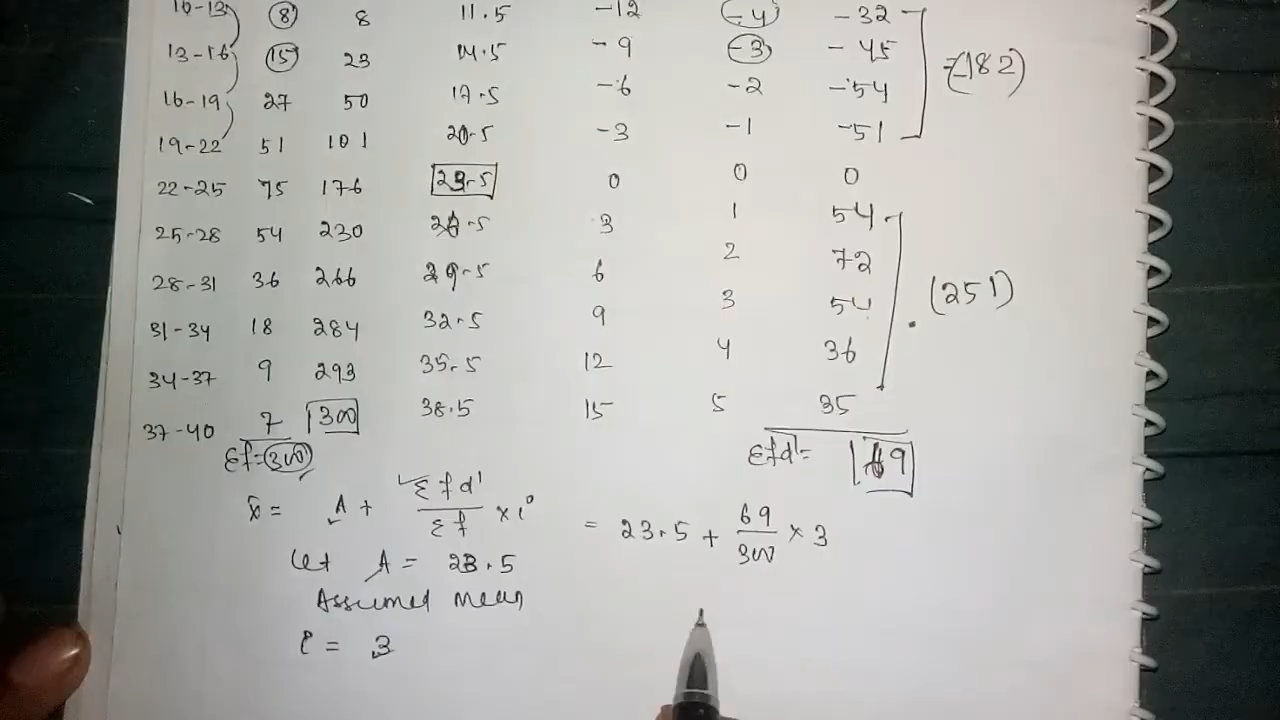 10-13 8 8 11.5 -12 -4 -32
13-16 15 23 14.5 -9 -3 -45 =(-182)
16-19 27 50 17.5 -6 -2 -54
19-22 51 101 20.5 -3 -1 -51
22-25 75 176 23.5 0 0 0
25-28 54 230 26.5 3 1 54
28-31 36 266 29.5 6 2 72 (251)
31-34 18 284 32.5 9 3 54
34-37 9 293 35.5 12 4 36
37-40 7 300 38.5 15 5 35
Σf=300 Σfd'= 69
x̄ = A + Σfd'/Σf × i = 23.5 + 69/300 × 3
Let A = 23.5
Assumed Mean
i = 3